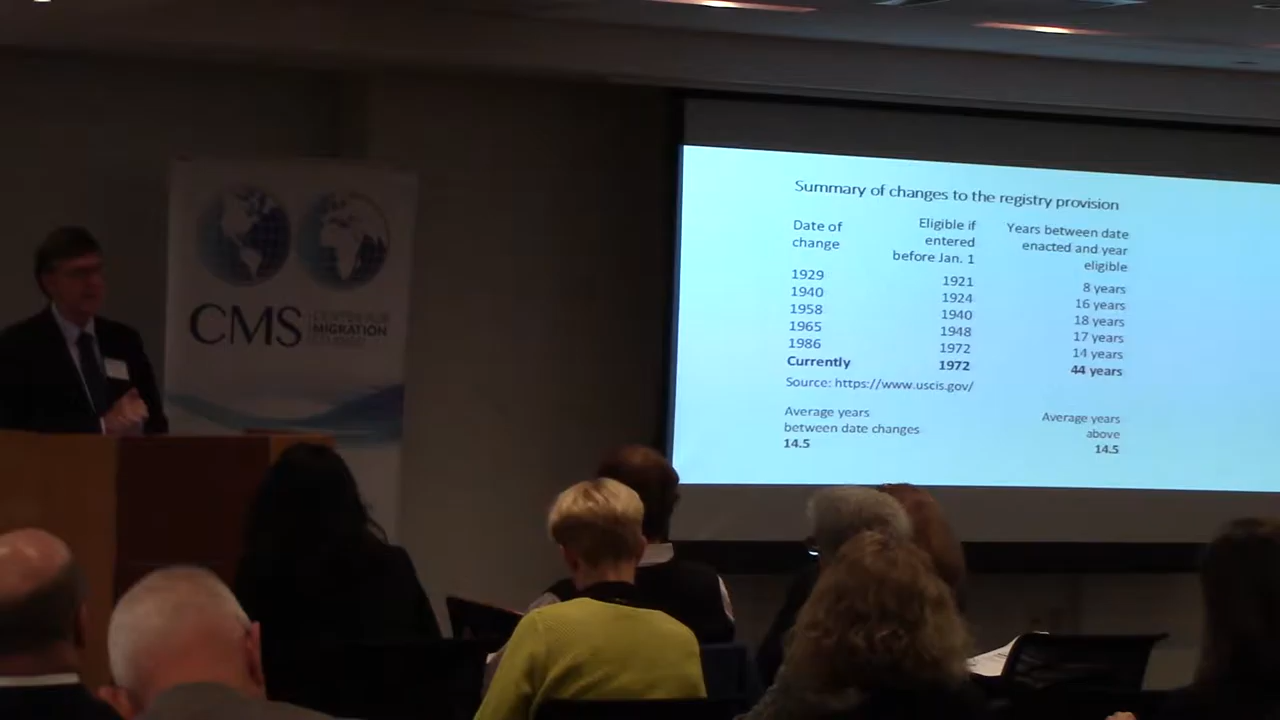 CMS
CENTER FOR
MIGRATION
STUDIES
Summary of changes to the registry provision
Date of change
Eligible if entered before Jan. 1
Years between date enacted and year eligible
1929 1921 8 years
1940 1924 16 years
1958 1940 18 years
1965 1948 17 years
1986 1972 14 years
Currently 1972 44 years
Source: https://www.uscis.gov/
Average years
between date changes
14.5
Average years
above
14.5